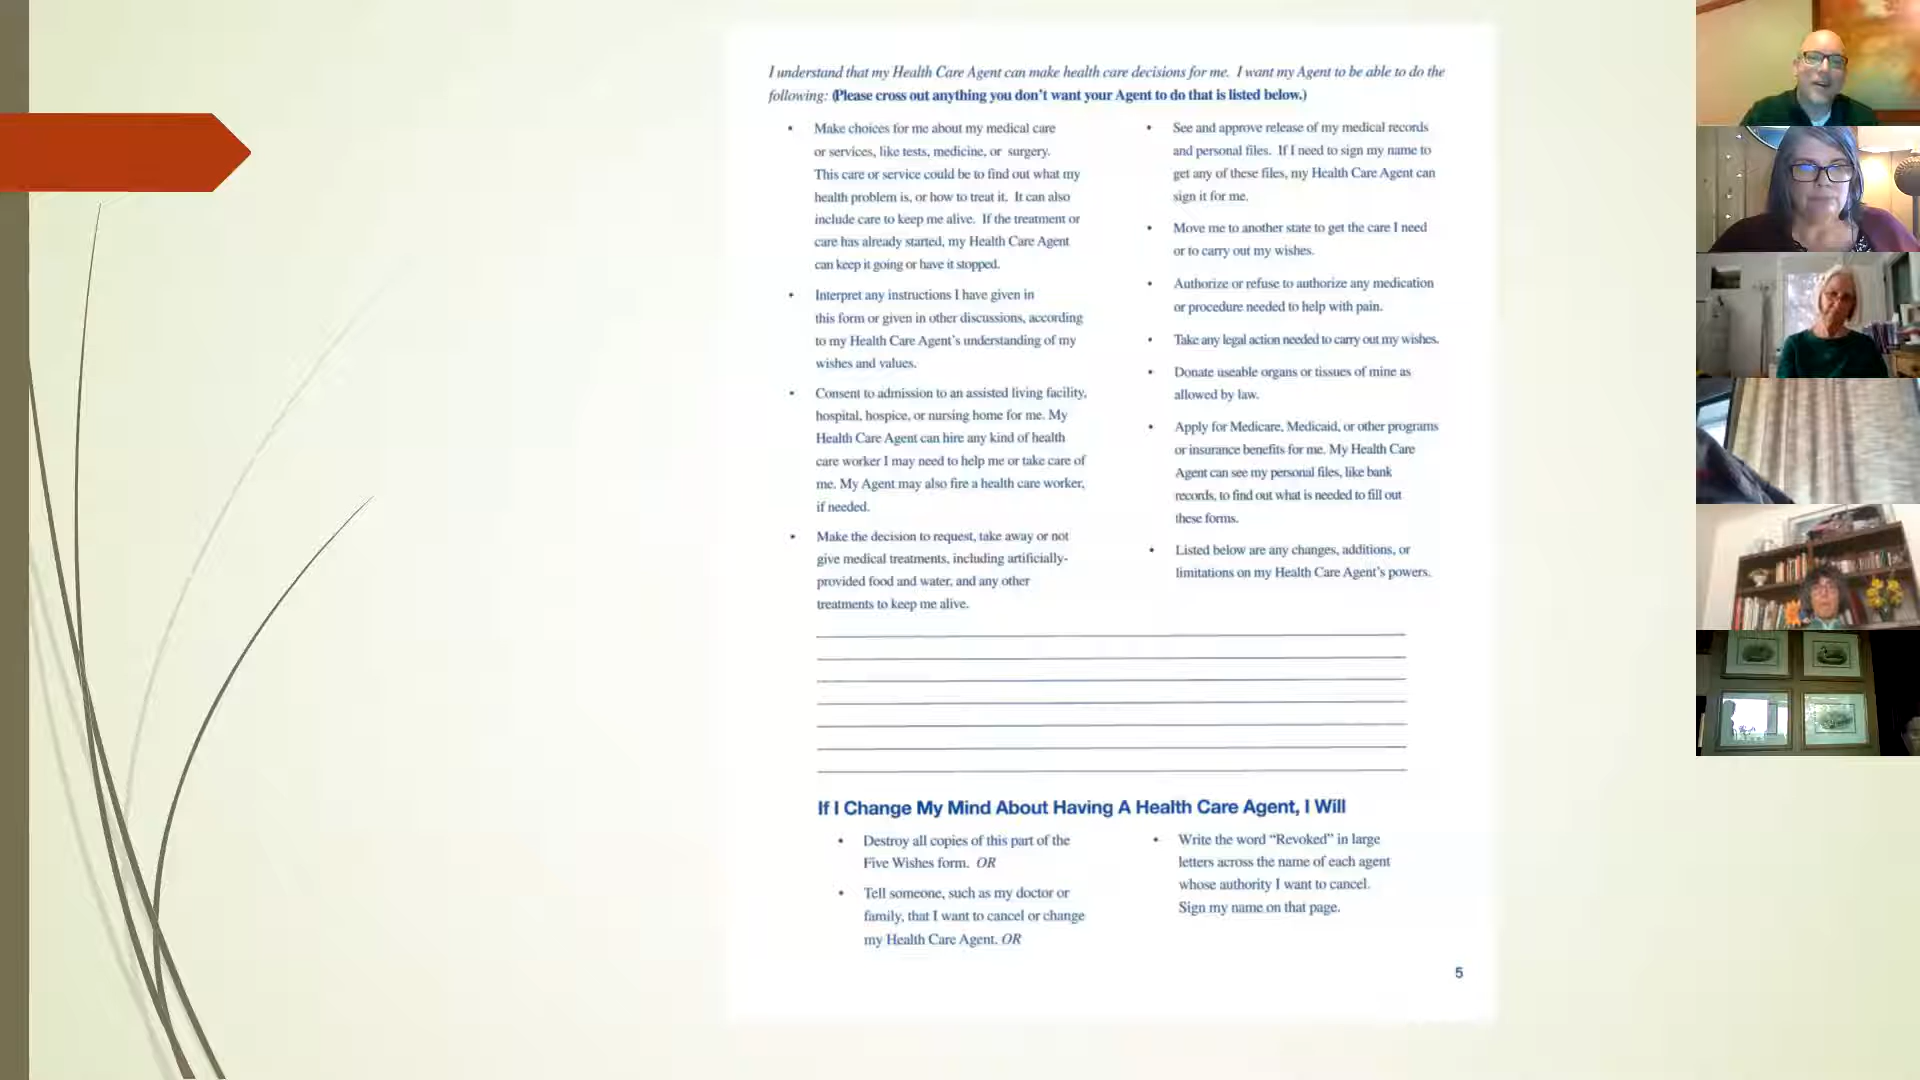 I understand that my Health Care Agent can make health care decisions for me. I want my Agent to be able to do the
following: (Please cross out anything you don't want your Agent to do that is listed below.)
• Make choices for me about my medical care
or services, like tests, medicine, or surgery.
This care or service could be to find out what my
health problem is, or how to treat it. It can also
include care to keep me alive. If the treatment or
care has already started, my Health Care Agent
can keep it going or have it stopped.
• Interpret any instructions I have given in
this form or given in other discussions, according
to my Health Care Agent's understanding of my
wishes and values.
• Consent to admission to an assisted living facility,
hospital, hospice, or nursing home for me. My
Health Care Agent can hire any kind of health
care worker I may need to help me or take care of
me. My Agent may also fire a health care worker,
if needed.
• Make the decision to request, take away or not
give medical treatments, including artificially-
provided food and water, and any other
treatments to keep me alive.
• See and approve release of my medical records
and personal files. If I need to sign my name to
get any of these files, my Health Care Agent can
sign it for me.
• Move me to another state to get the care I need
or to carry out my wishes.
• Authorize or refuse to authorize any medication
or procedure needed to help with pain.
• Take any legal action needed to carry out my wishes.
• Donate useable organs or tissues of mine as
allowed by law.
• Apply for Medicare, Medicaid, or other programs
or insurance benefits for me. My Health Care
Agent can see my personal files, like bank
records, to find out what is needed to fill out
these forms.
• Listed below are any changes, additions, or
limitations on my Health Care Agent's powers.
If I Change My Mind About Having A Health Care Agent, I Will
• Destroy all copies of this part of the
Five Wishes form. OR
• Tell someone, such as my doctor or
family, that I want to cancel or change
my Health Care Agent. OR
• Write the word “Revoked” in large
letters across the name of each agent
whose authority I want to cancel.
Sign my name on that page.
5